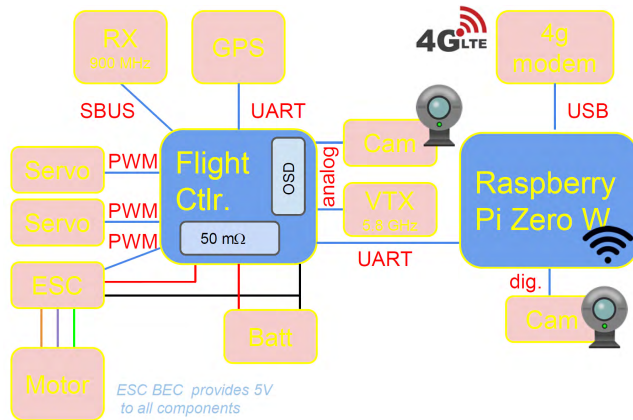 RX
900 MHz
GPS
4G LTE
4g
modem
SBUS
UART
USB
Servo
PWM
Flight
Ctlr.
OSD
analog
Cam
Raspberry
Pi Zero W
Servo
PWM
VTX
5.8 GHz
PWM
50 mΩ
UART
ESC
dig.
Batt
Cam
Motor
ESC BEC provides 5V
to all components